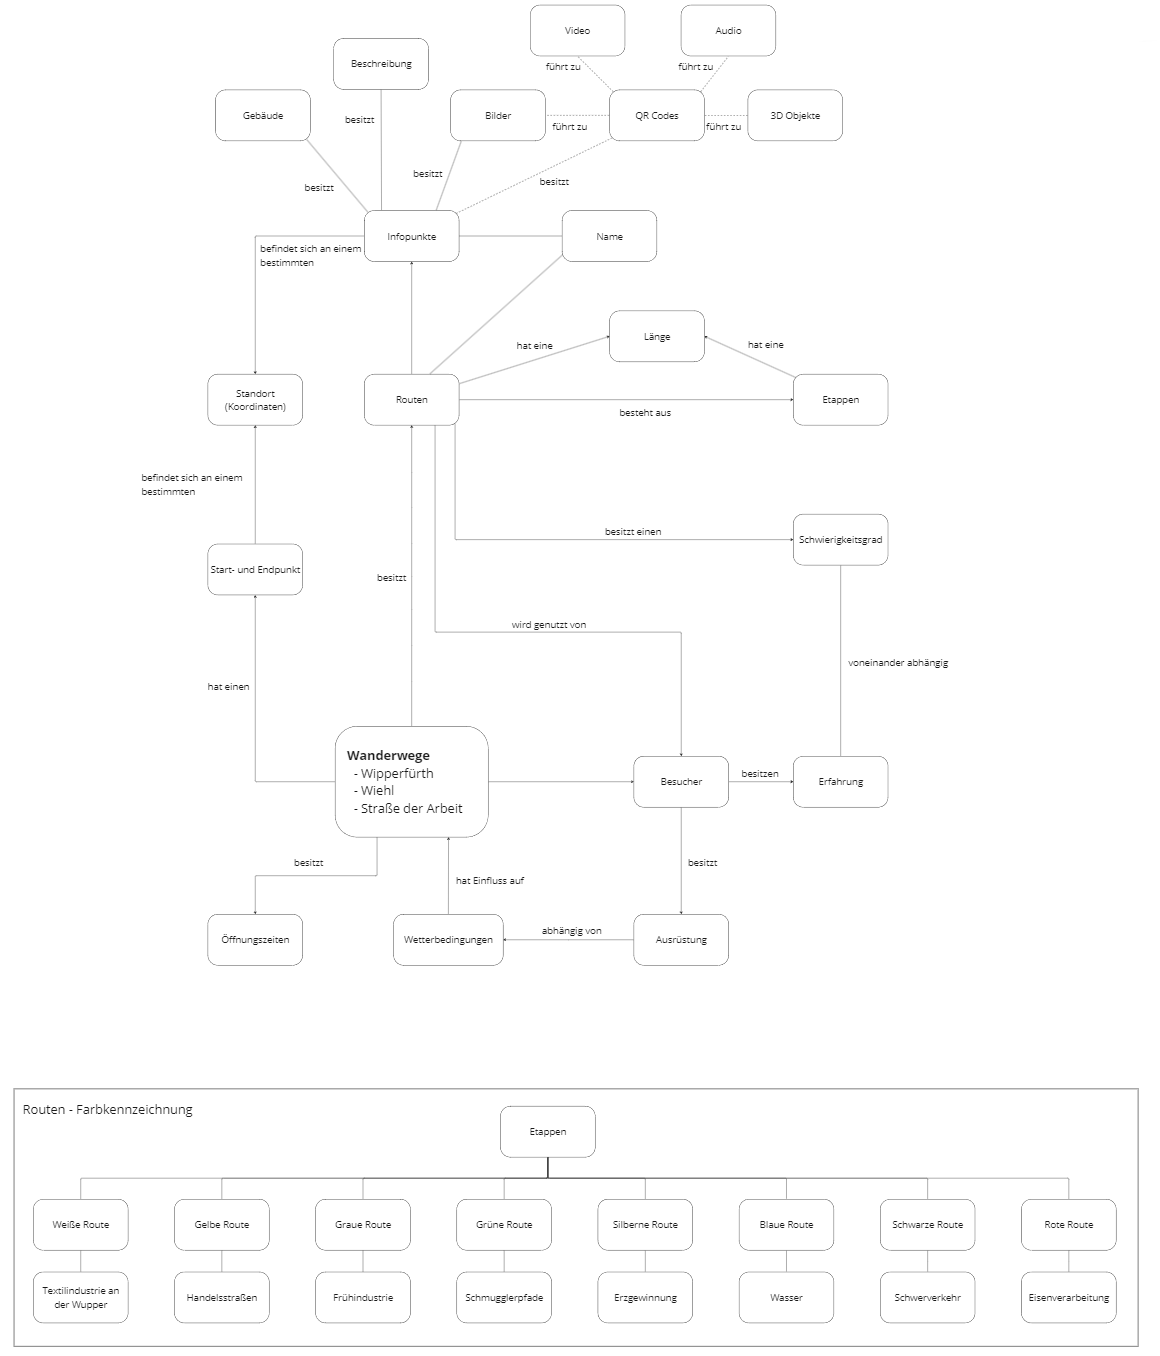 Video
Audio
führt zu
führt zu
Beschreibung
Gebäude
besitzt
Bilder
führt zu
QR Codes
führt zu
3D Objekte
besitzt
besitzt
besitzt
Infopunkte
Name
befindet sich an einem
bestimmten
Länge
hat eine
hat eine
Standort
(Koordinaten)
Routen
Etappen
besteht aus
befindet sich an einem
bestimmten
besitzt einen
Schwierigkeitsgrad
Start- und Endpunkt
besitzt
wird genutzt von
voneinander abhängig
hat einen
Wanderwege
- Wipperfürth
- Wiehl
- Straße der Arbeit
Besucher
besitzen
Erfahrung
besitzt
hat Einfluss auf
besitzt
Öffnungszeiten
Wetterbedingungen
abhängig von
Ausrüstung
Routen - Farbkennzeichnung
Etappen
Weiße Route
Gelbe Route
Graue Route
Grüne Route
Silberne Route
Blaue Route
Schwarze Route
Rote Route
Textilindustrie an
der Wupper
Handelsstraßen
Frühindustrie
Schmugglerpfade
Erzgewinnung
Wasser
Schwerverkehr
Eisenverarbeitung